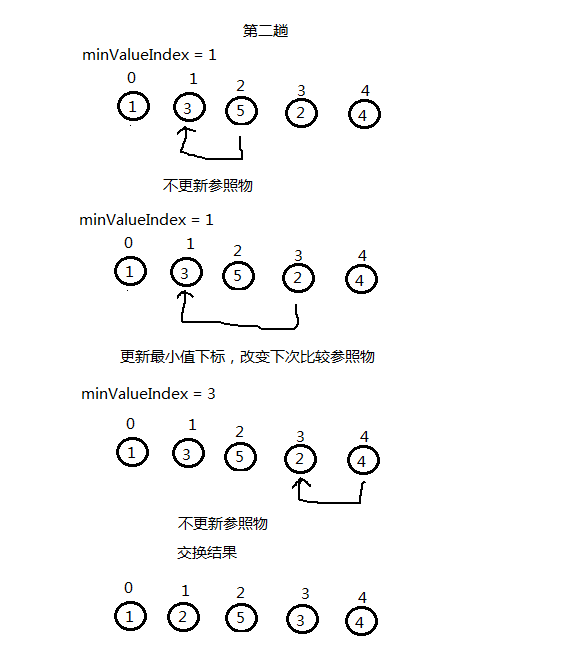 第二趟
minValueIndex = 1
0 1 2 3 4
1 3 5 2 4
不更新参照物
minValueIndex = 1
0 1 2 3 4
1 3 5 2 4
更新最小值下标，改变下次比较参照物
minValueIndex = 3
0 1 2 3 4
1 3 5 2 4
不更新参照物
交换结果
0 1 2 3 4
1 2 5 3 4